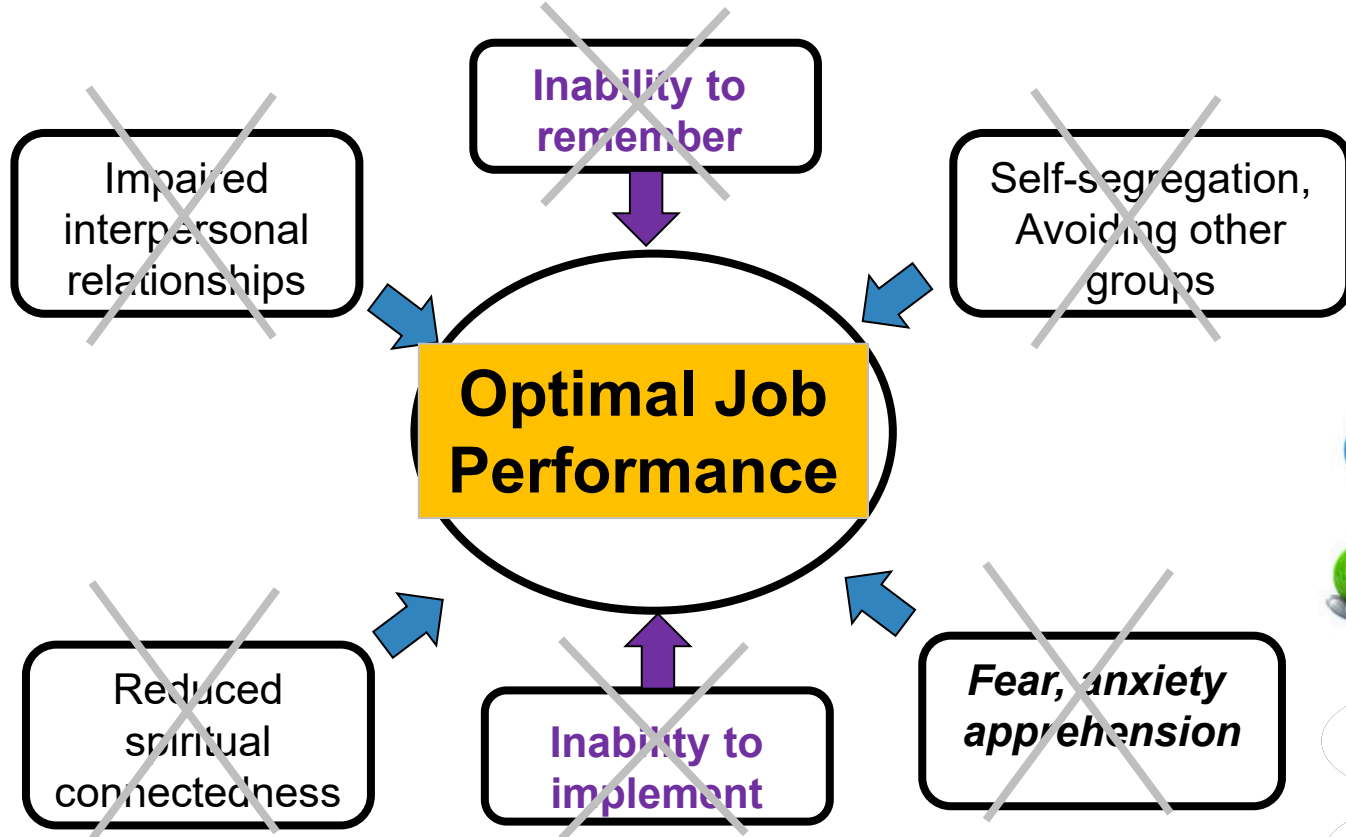 Inability to
remember
Impaired
interpersonal
relationships
Self-segregation,
Avoiding other
groups
Optimal Job
Performance
Reduced
spiritual
connectedness
Inability to
implement
Fear, anxiety
apprehension